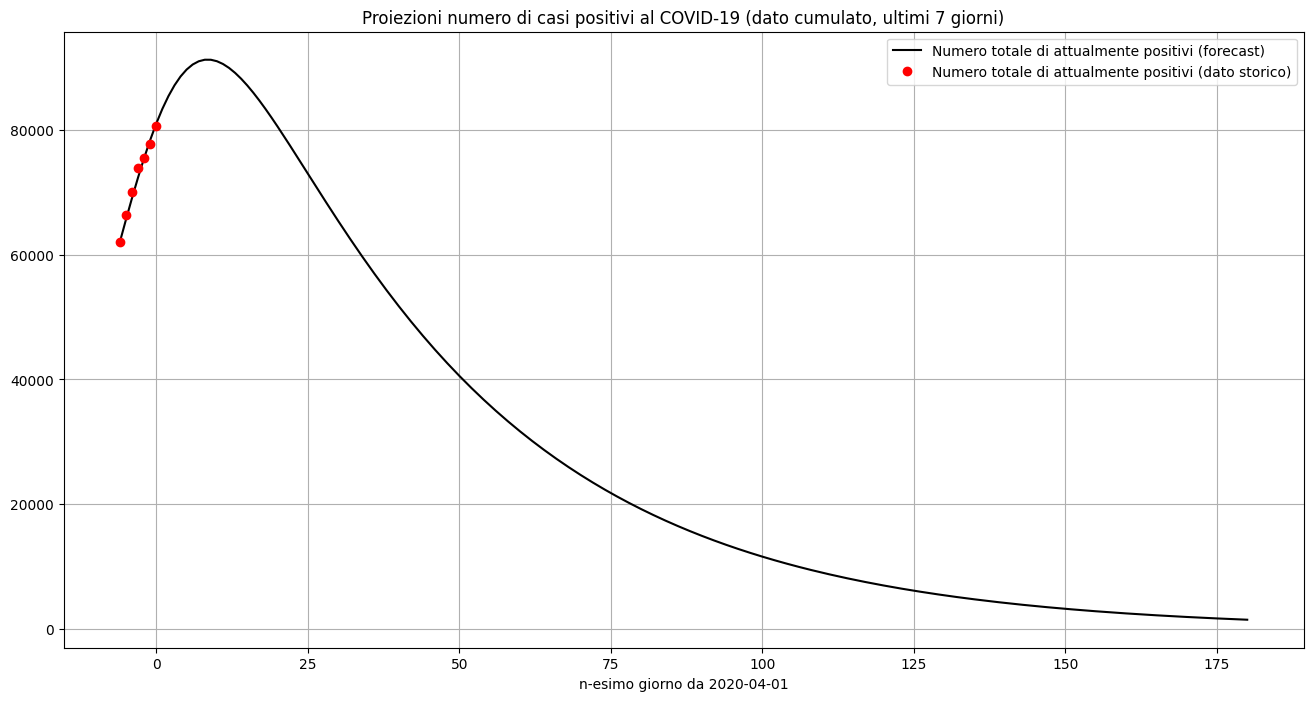 Proiezioni numero di casi positivi al COVID-19 (dato cumulato, ultimi 7 giorni)
Numero totale di attualmente positivi (forecast)
Numero totale di attualmente positivi (dato storico)
80000
60000
40000
20000
0
0 25 50 75 100 125 150 175
n-esimo giorno da 2020-04-01